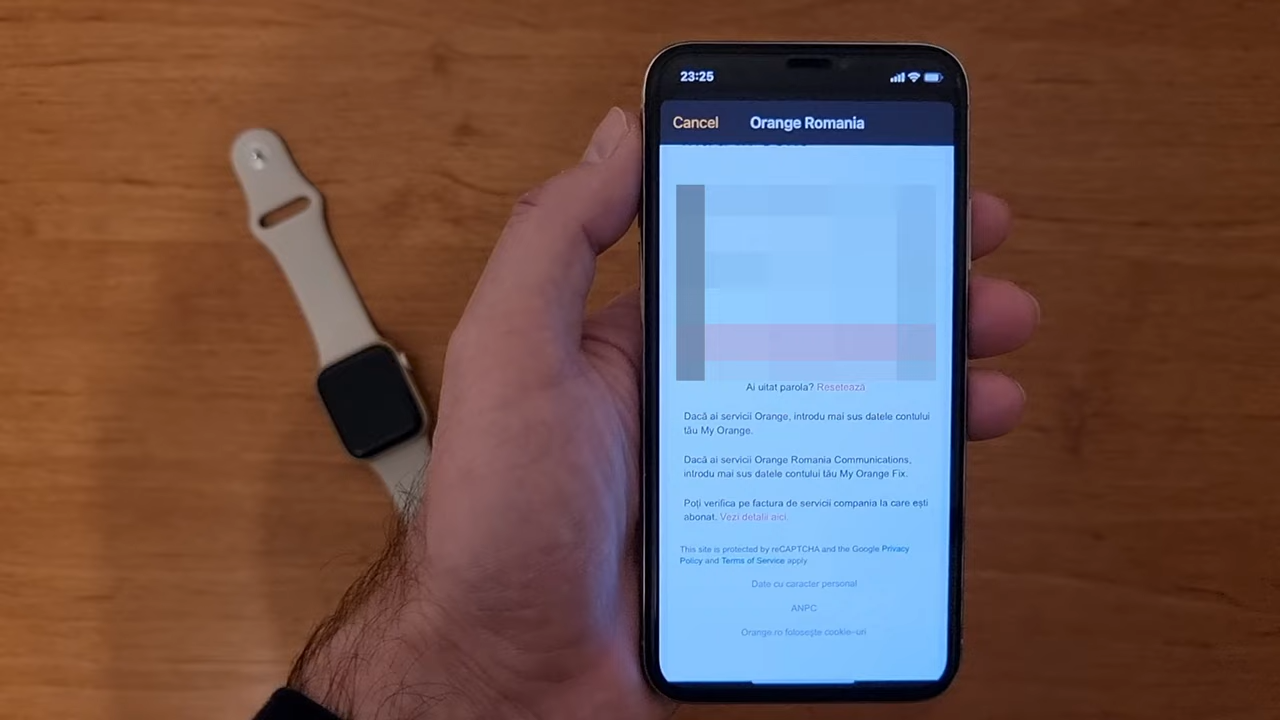 23:25
Cancel Orange Romania
Ai uitat parola? Resetează
Dacă ai servicii Orange, introdu mai sus datele contului
tău My Orange.
Dacă ai servicii Orange Romania Communications,
introdu mai sus datele contului tău My Orange Fix.
Poți verifica pe factura de servicii compania la care ești
abonat. Vezi detalii aici.
This site is protected by reCAPTCHA and the Google Privacy
Policy and Terms of Service apply
Date cu caracter personal
ANPC
Orange.ro folosește cookie-uri